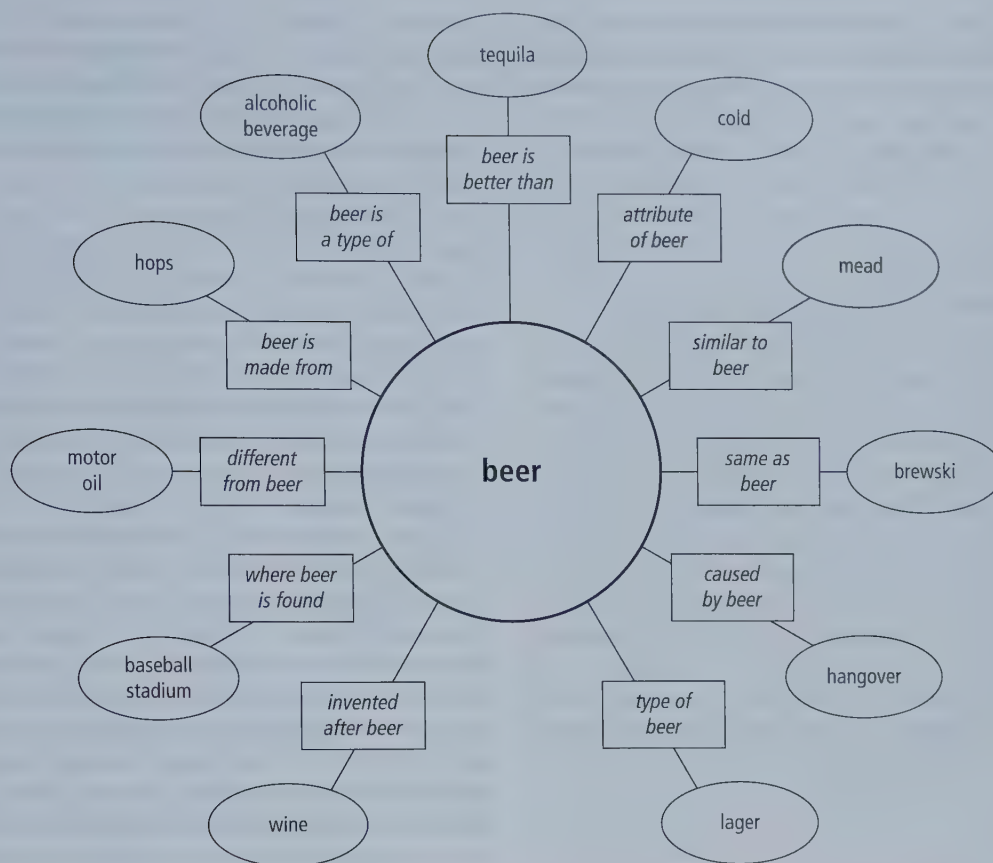 tequila
beer is
better than
cold
attribute
of beer
mead
similar to
beer
brewski
same as
beer
hangover
caused
by beer
lager
type of
beer
wine
invented
after beer
baseball
stadium
where beer
is found
motor
oil
different
from beer
hops
beer is
made from
alcoholic
beverage
beer is
a type of
beer